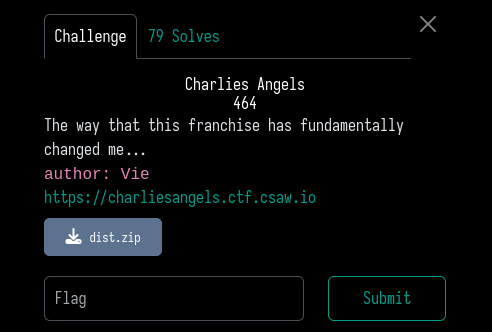 Challenge
79 Solves
Charlies Angels
464
The way that this franchise has fundamentally
changed me...
author: Vie
https://charliesangels.ctf.csaw.io
dist.zip
Flag
Submit